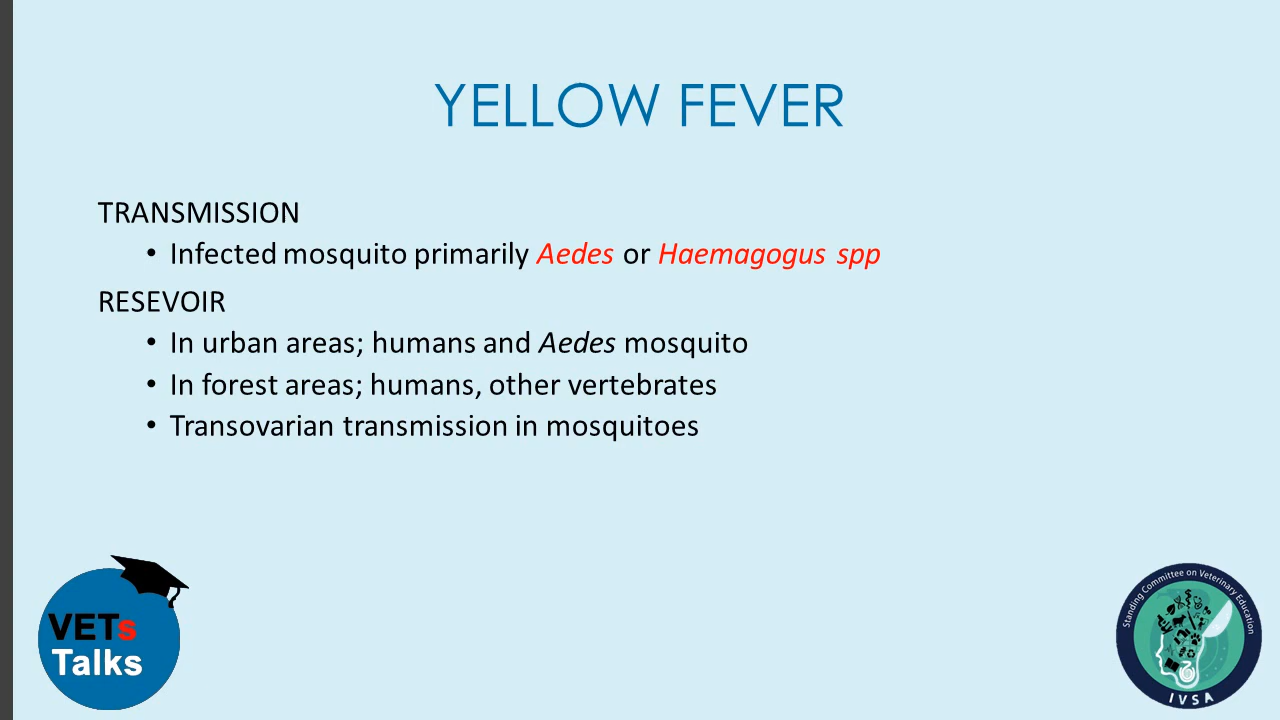 YELLOW FEVER
TRANSMISSION
• Infected mosquito primarily Aedes or Haemagogus spp
RESEVOIR
• In urban areas; humans and Aedes mosquito
• In forest areas; humans, other vertebrates
• Transovarian transmission in mosquitoes
VETs
Talks
Standing Committee on Veterinary Education
IVSA